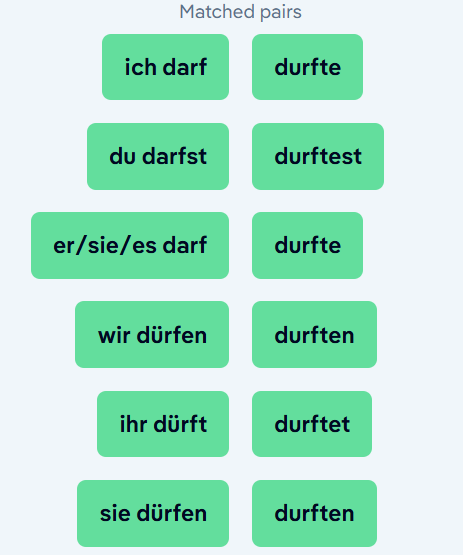 Matched pairs
ich darf durfte
du darfst durftest
er/sie/es darf durfte
wir dürfen durften
ihr dürft durftet
sie dürfen durften